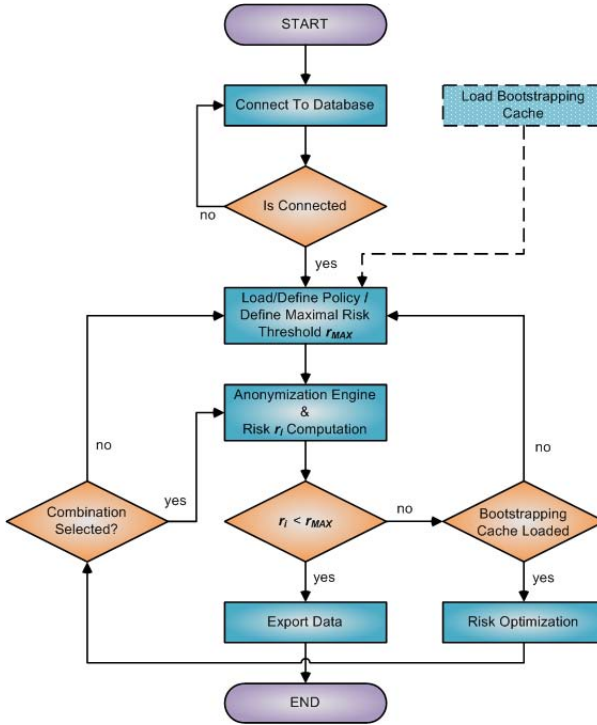 START
Connect To Database
Load Bootstrapping
Cache
no
Is Connected
yes
Load/Define Policy /
Define Maximal Risk
Threshold rMAX
Anonymization Engine
&
Risk ri Computation
no
yes
no
Combination
Selected?
ri < rMAX
no
Bootstrapping
Cache Loaded
yes
yes
Export Data
Risk Optimization
END